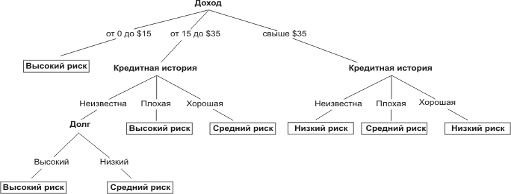 Доход
от 0 до $15 от 15 до $35 свыше $35
Высокий риск Кредитная история Кредитная история
Неизвестна Плохая Хорошая Неизвестна Плохая Хорошая
Долг Высокий риск Средний риск Низкий риск Средний риск Низкий риск
Высокий Низкий
Высокий риск Средний риск